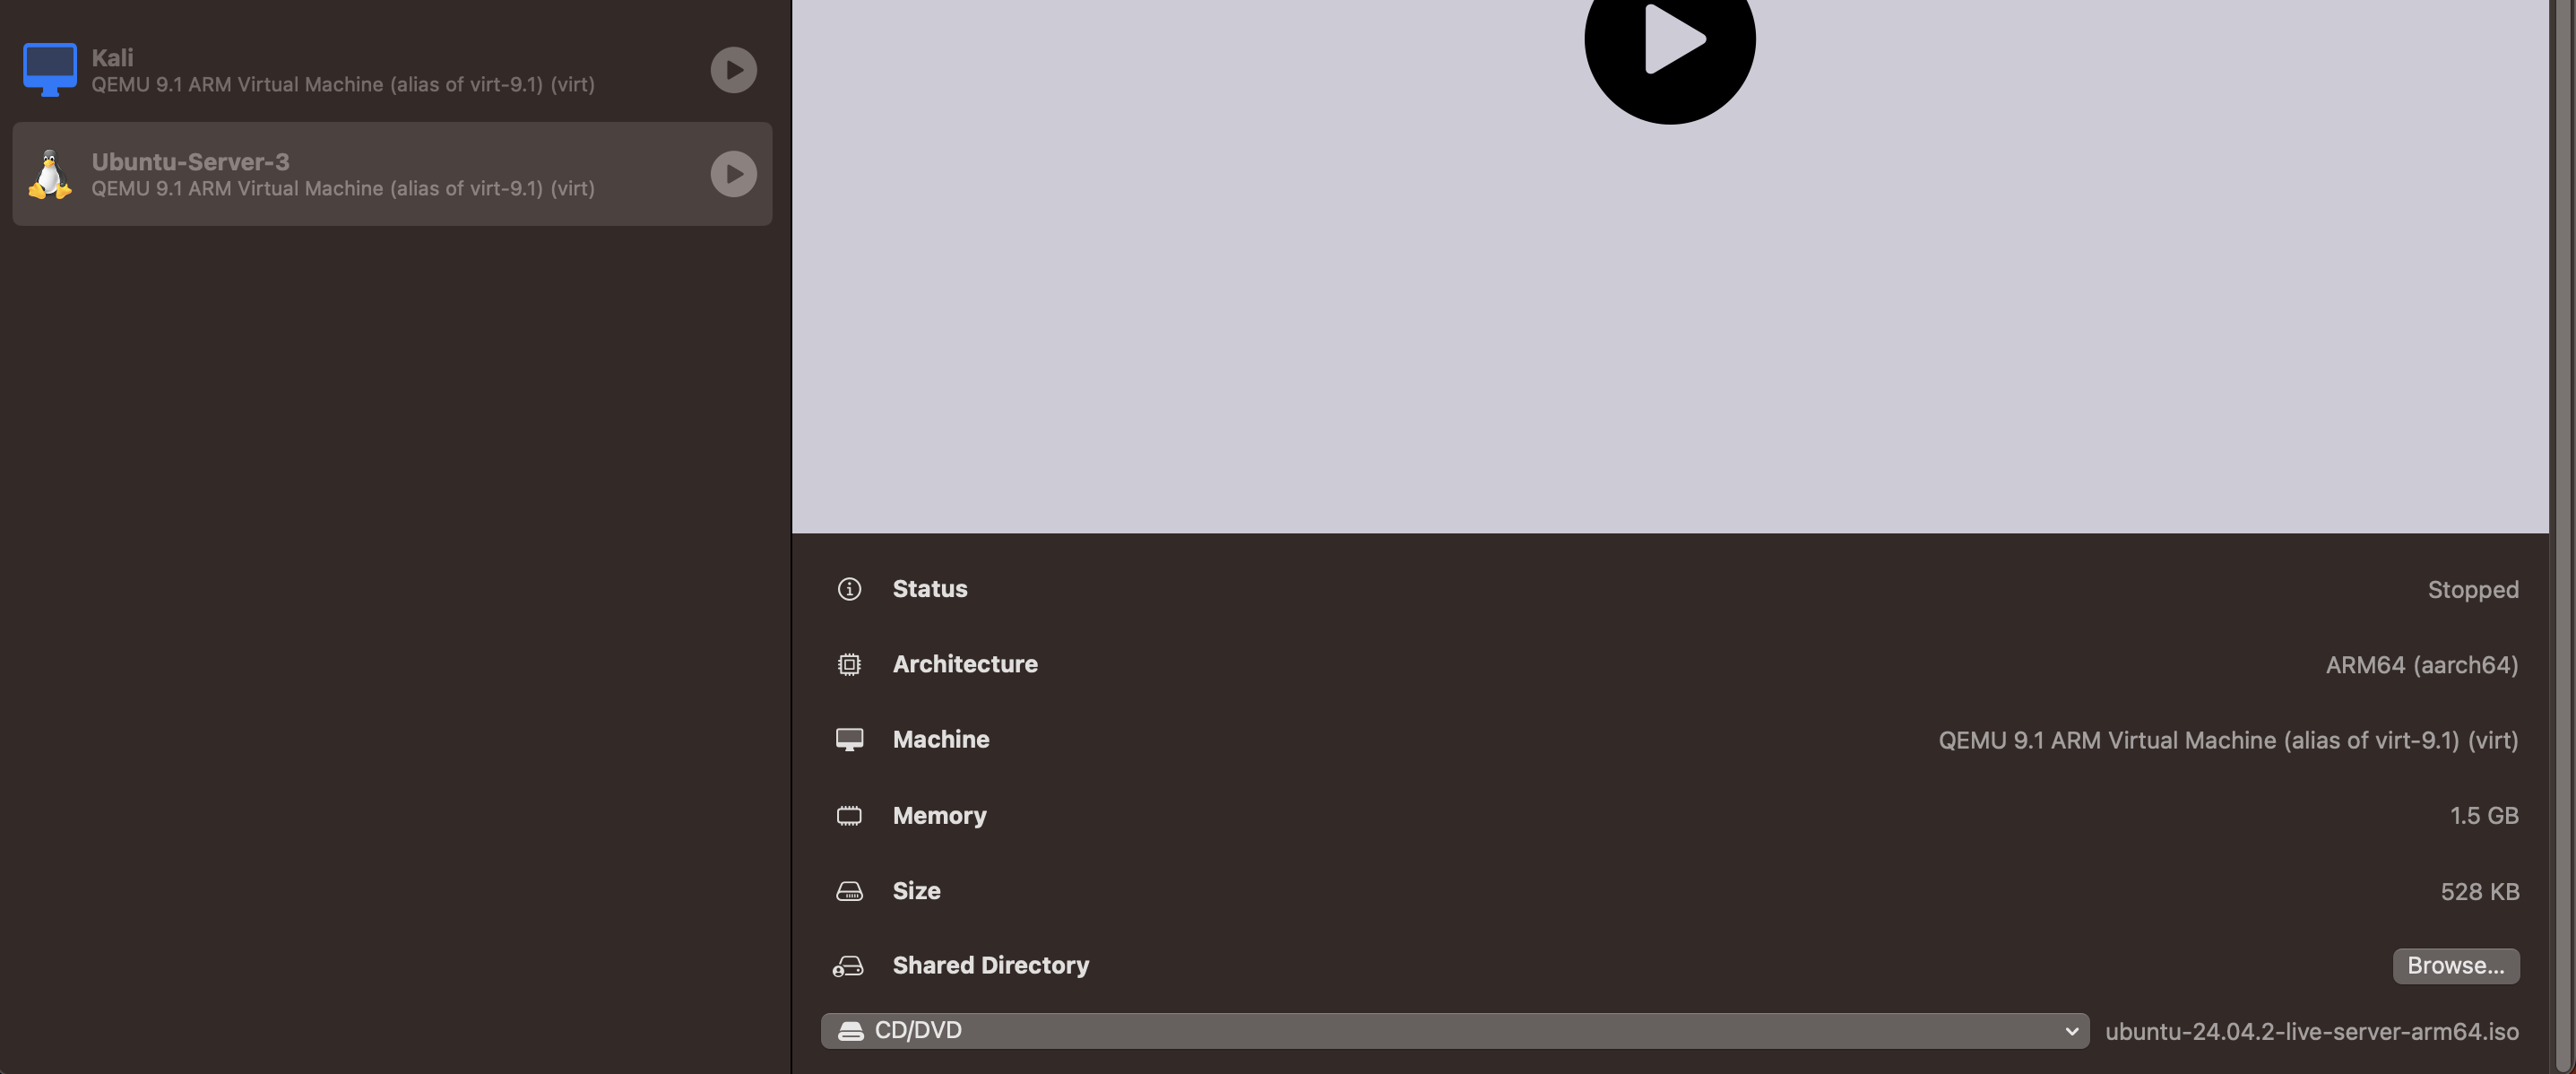 Kali
QEMU 9.1 ARM Virtual Machine (alias of virt-9.1) (virt)
Ubuntu-Server-3
QEMU 9.1 ARM Virtual Machine (alias of virt-9.1) (virt)
Status Stopped
Architecture ARM64 (aarch64)
Machine QEMU 9.1 ARM Virtual Machine (alias of virt-9.1) (virt)
Memory 1.5 GB
Size 528 KB
Shared Directory Browse...
CD/DVD ubuntu-24.04.2-live-server-arm64.iso